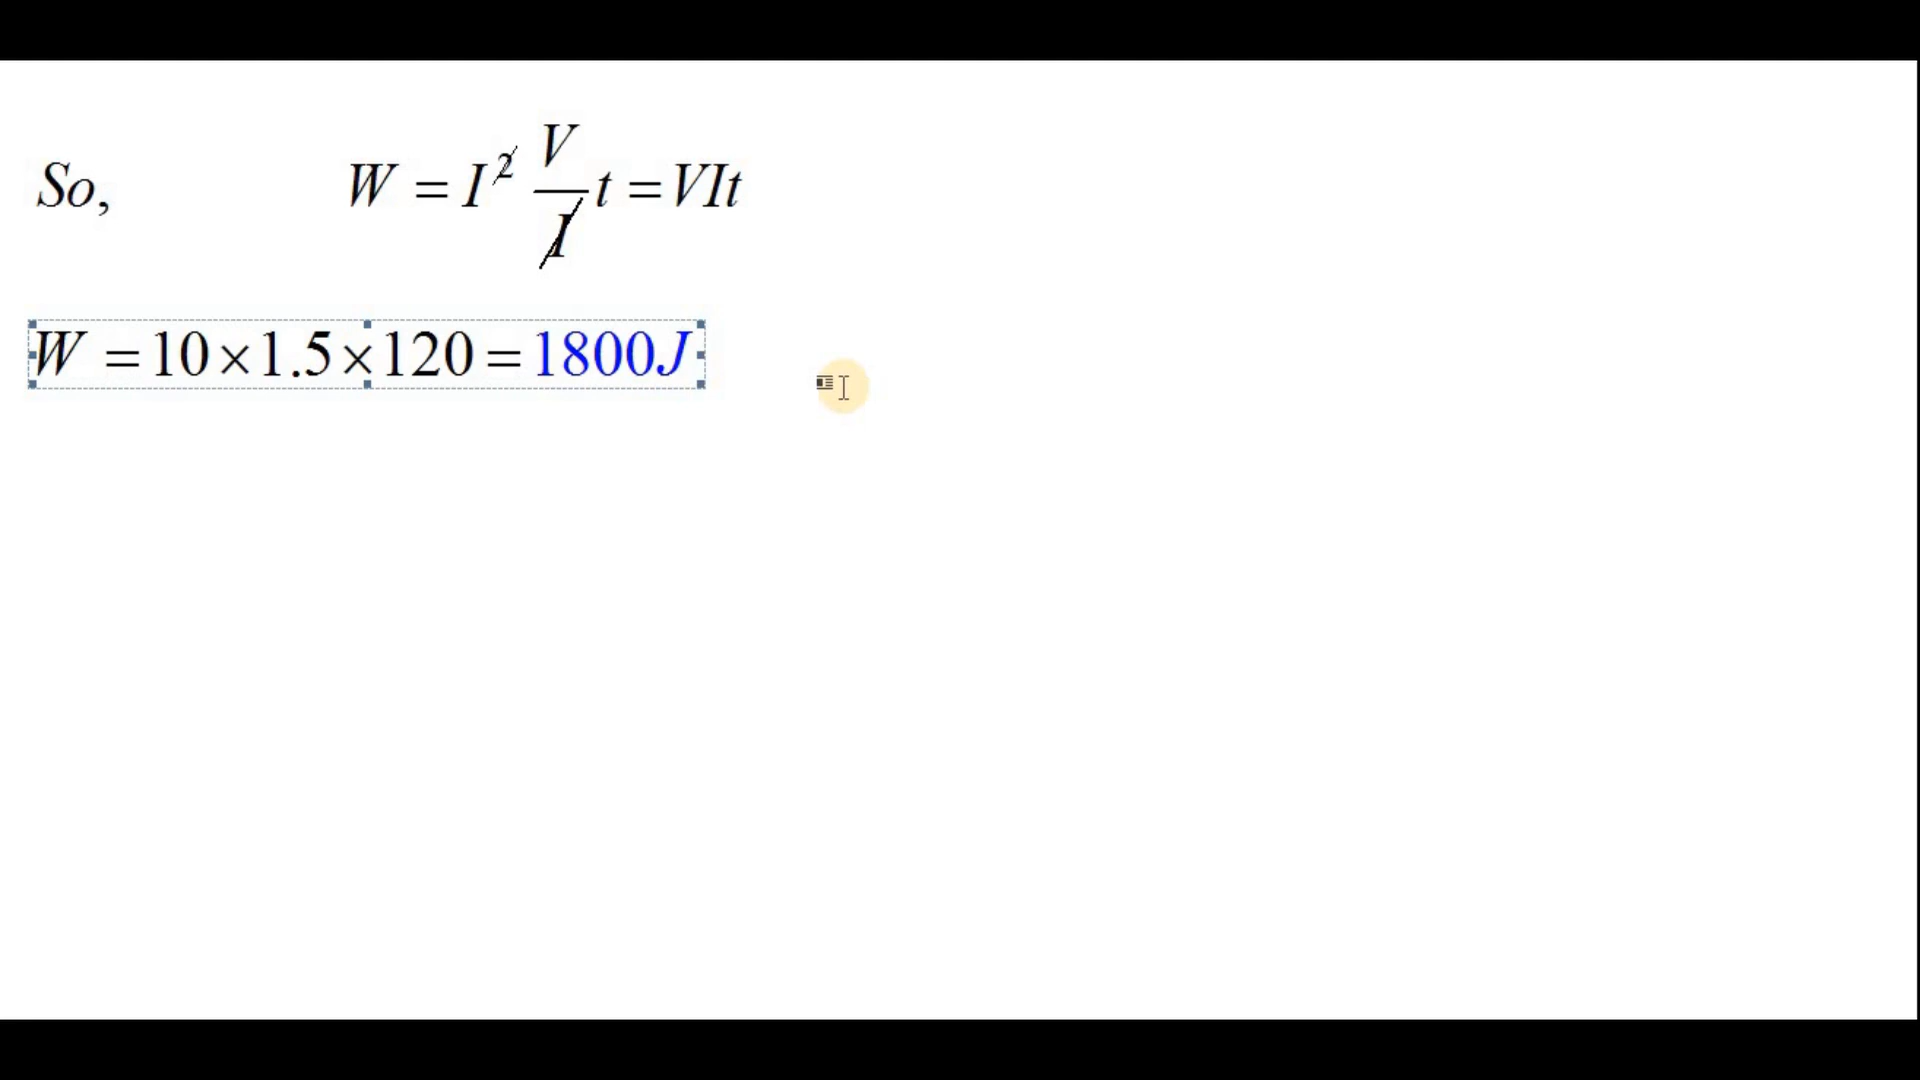 So, W = I² V/I t = VIt
W = 10×1.5×120 = 1800J